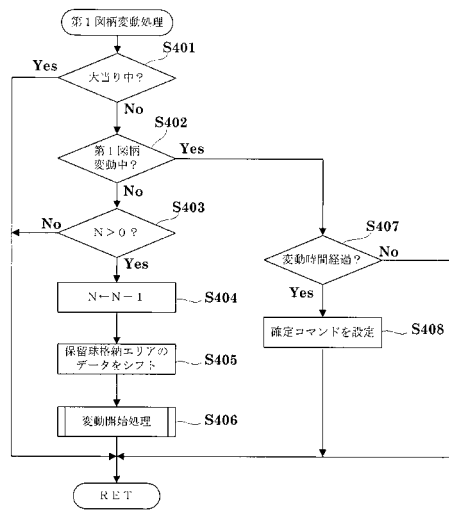 第1図柄変動処理
S401
Yes
大当り中?
No
S402
第1図柄
変動中?
Yes
No
S403
No
N>0?
Yes
S407
変動時間経過?
No
Yes
N←N-1
S404
確定コマンドを設定
S408
保留球格納エリアの
データをシフト
S405
変動開始処理
S406
RET